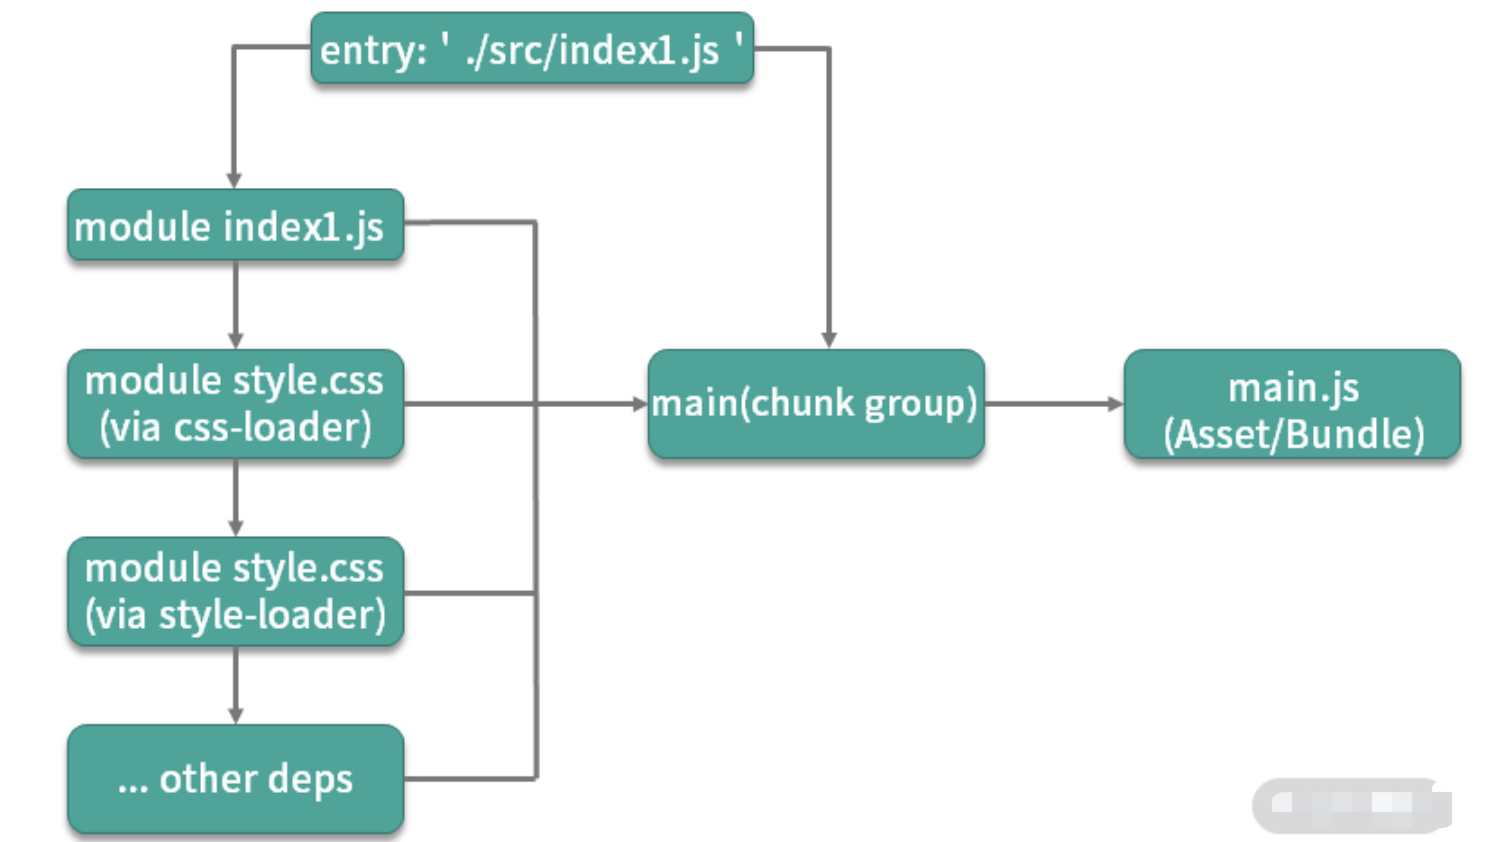 entry: ' ./src/index1.js '
module index1.js
module style.css
(via css-loader)
main(chunk group)
main.js
(Asset/Bundle)
module style.css
(via style-loader)
... other deps